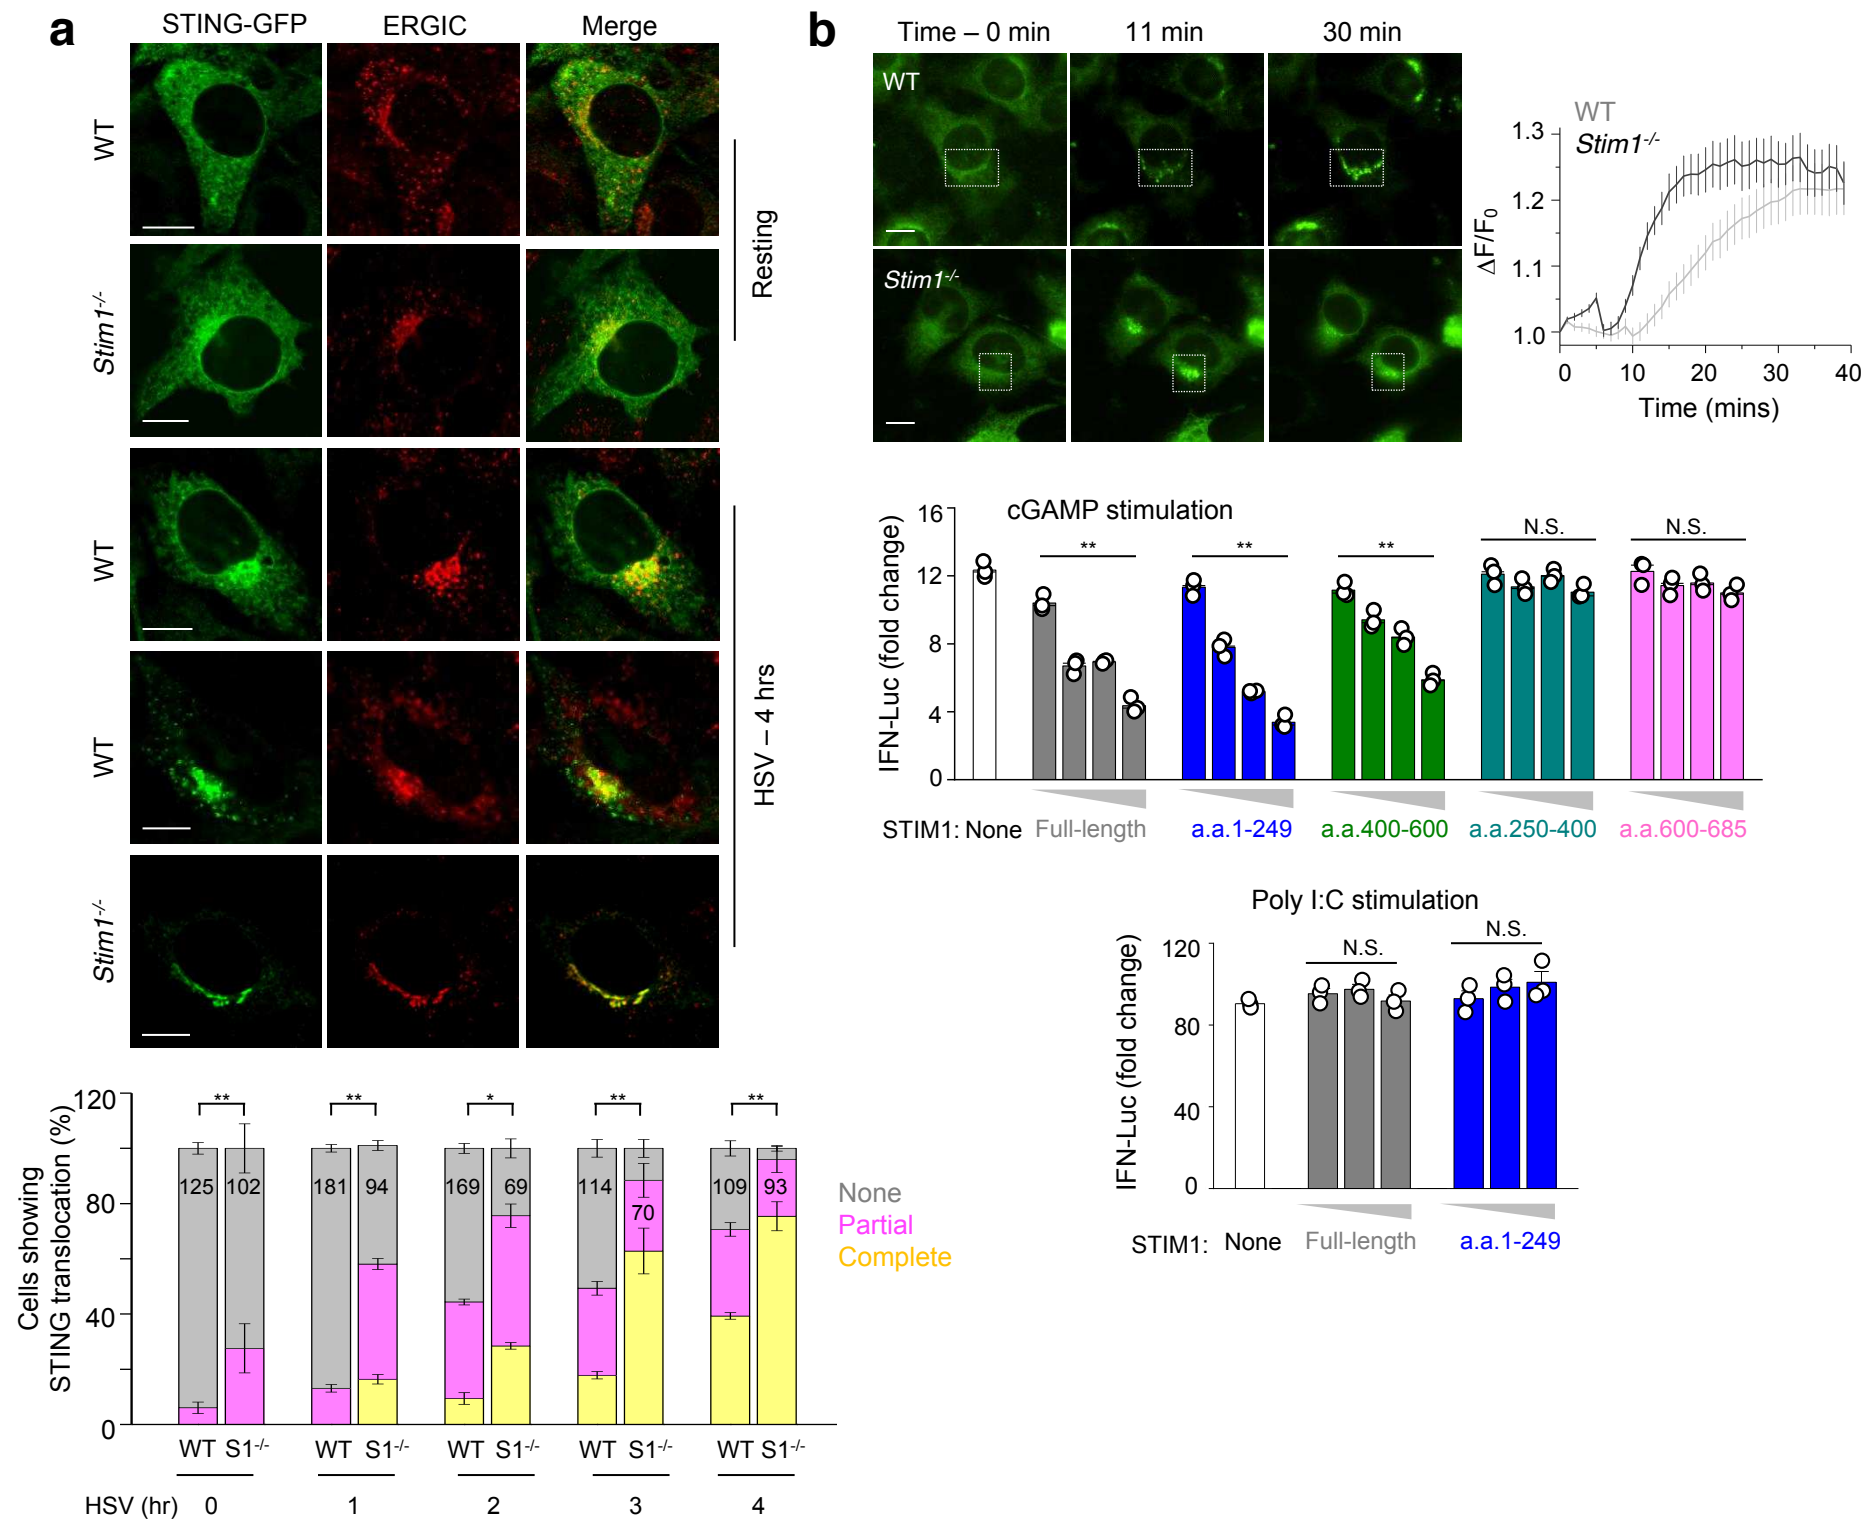 a
STING-GFP ERGIC Merge
WT
Stim1-/-
Resting
WT
WT
Stim1-/-
HSV – 4 hrs
Cells showing
STING translocation (%)
120
80
40
0
** ** * ** **
125 102 181 94 169 69 114 70 109 93
WT S1-/- WT S1-/- WT S1-/- WT S1-/- WT S1-/-
HSV (hr) 0 1 2 3 4
None
Partial
Complete
b
Time – 0 min 11 min 30 min
WT
Stim1-/-
WT
Stim1-/-
ΔF/F0
1.3
1.2
1.1
1.0
0 10 20 30 40
Time (mins)
cGAMP stimulation
IFN-Luc (fold change)
16
12
8
4
0
** ** ** N.S. N.S.
STIM1: None Full-length a.a.1-249 a.a.400-600 a.a.250-400 a.a.600-685
Poly I:C stimulation
IFN-Luc (fold change)
120
80
40
0
N.S. N.S.
STIM1: None Full-length a.a.1-249